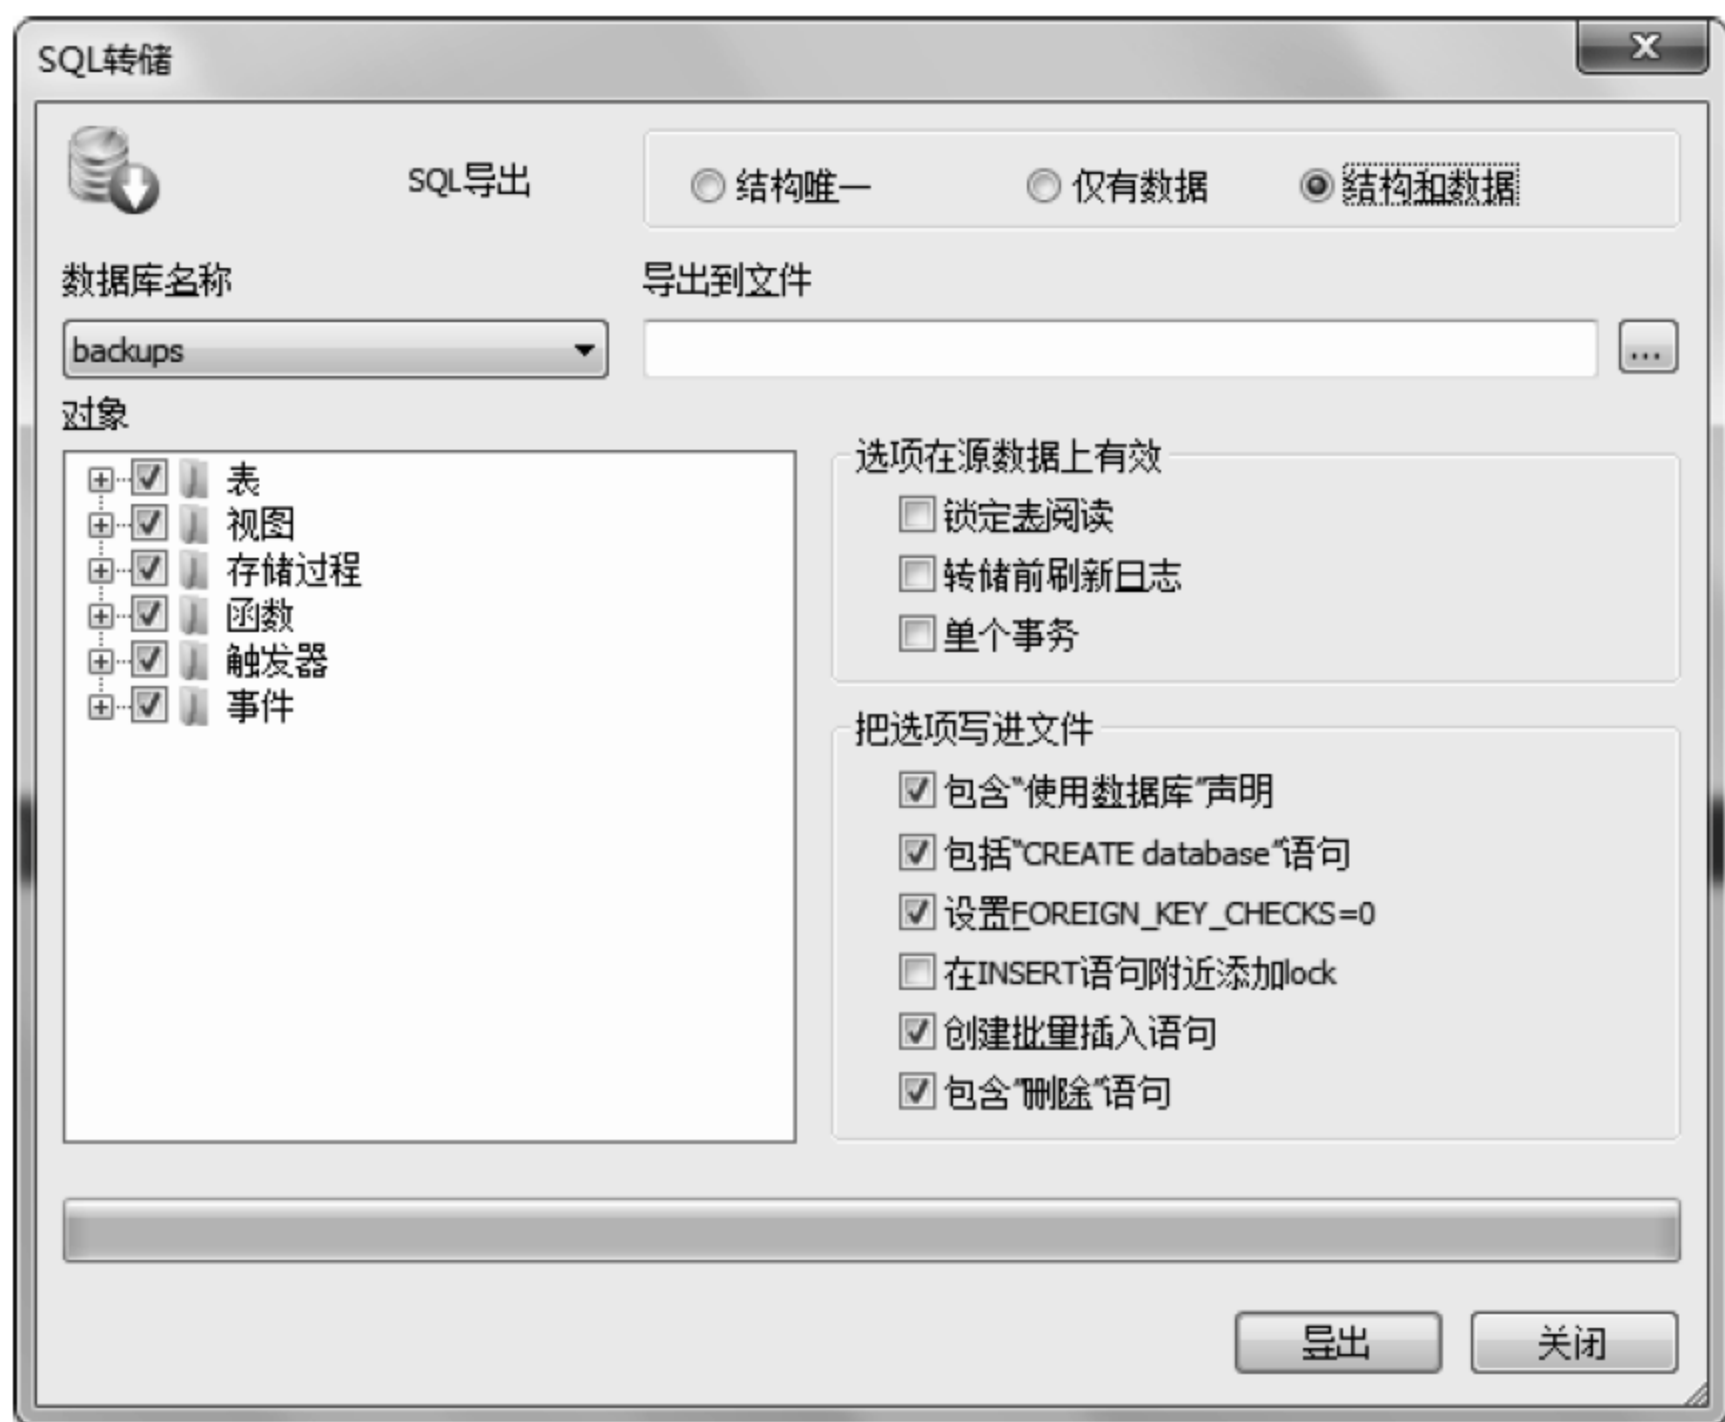 SQL转储
SQL导出
结构唯一
仅有数据
结构和数据
数据库名称
导出到文件
backups
...
对象
表
视图
存储过程
函数
触发器
事件
选项在源数据上有效
锁定表阅读
转储前刷新日志
单个事务
把选项写进文件
包含"使用数据库"声明
包括"CREATE database"语句
设置FOREIGN_KEY_CHECKS=0
在INSERT语句附近添加lock
创建批里插入语句
包含"删除"语句
导出
关闭